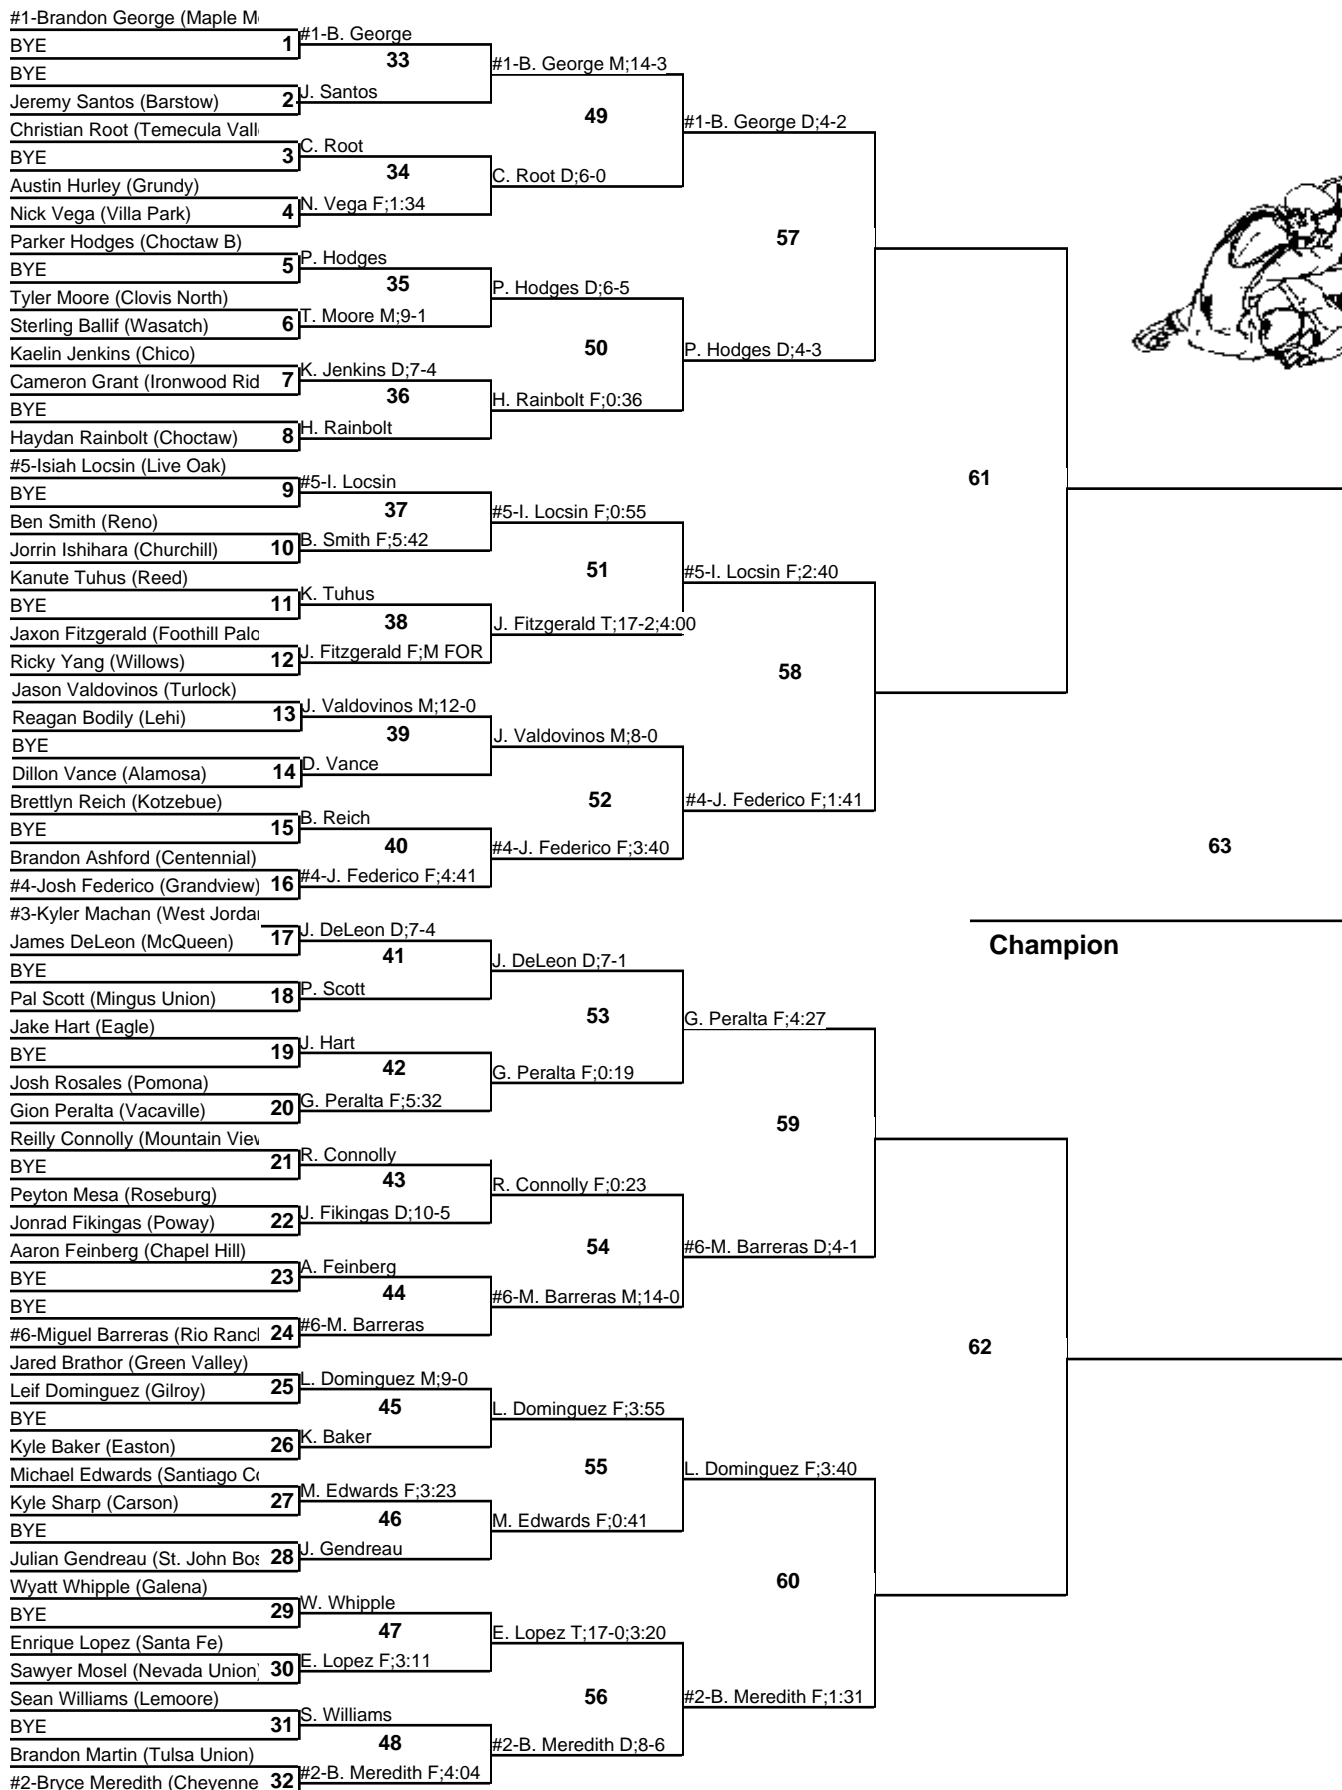 #1-Brandon George (Maple M
BYE
1
BYE
Jeremy Santos (Barstow)
2
Christian Root (Temecula Vall
BYE
3
Austin Hurley (Grundy)
Nick Vega (Villa Park)
4
Parker Hodges (Choctaw B)
BYE
5
Tyler Moore (Clovis North)
Sterling Ballif (Wasatch)
6
Kaelin Jenkins (Chico)
Cameron Grant (Ironwood Rid
7
BYE
Haydan Rainbolt (Choctaw)
8
#5-Isiah Locsin (Live Oak)
BYE
9
Ben Smith (Reno)
Jorrin Ishihara (Churchill)
10
Kanute Tuhus (Reed)
BYE
11
Jaxon Fitzgerald (Foothill Palo
Ricky Yang (Willows)
12
Jason Valdovinos (Turlock)
Reagan Bodily (Lehi)
13
BYE
Dillon Vance (Alamosa)
14
Brettlyn Reich (Kotzebue)
BYE
15
Brandon Ashford (Centennial)
#4-Josh Federico (Grandview)
16
#3-Kyler Machan (West Jordan
James DeLeon (McQueen)
17
BYE
Pal Scott (Mingus Union)
18
Jake Hart (Eagle)
BYE
19
Josh Rosales (Pomona)
Gion Peralta (Vacaville)
20
Reilly Connolly (Mountain View
BYE
21
Peyton Mesa (Roseburg)
Jonrad Fikingas (Poway)
22
Aaron Feinberg (Chapel Hill)
BYE
23
BYE
#6-Miguel Barreras (Rio Ranch
24
Jared Brathor (Green Valley)
Leif Dominguez (Gilroy)
25
BYE
Kyle Baker (Easton)
26
Michael Edwards (Santiago Co
Kyle Sharp (Carson)
27
BYE
Julian Gendreau (St. John Bos
28
Wyatt Whipple (Galena)
BYE
29
Enrique Lopez (Santa Fe)
Sawyer Mosel (Nevada Union)
30
Sean Williams (Lemoore)
BYE
31
Brandon Martin (Tulsa Union)
#2-Bryce Meredith (Cheyenne
32
#1-B. George
33
J. Santos
C. Root
34
N. Vega F;1:34
P. Hodges
35
T. Moore M;9-1
K. Jenkins D;7-4
36
H. Rainbolt
#5-I. Locsin
37
B. Smith F;5:42
K. Tuhus
38
J. Fitzgerald F;M FOR
J. Valdovinos M;12-0
39
D. Vance
B. Reich
40
#4-J. Federico F;4:41
J. DeLeon D;7-4
41
P. Scott
J. Hart
42
G. Peralta F;5:32
R. Connolly
43
J. Fikingas D;10-5
A. Feinberg
44
#6-M. Barreras
L. Dominguez M;9-0
45
K. Baker
M. Edwards F;3:23
46
J. Gendreau
W. Whipple
47
E. Lopez F;3:11
S. Williams
48
#2-B. Meredith F;4:04
#1-B. George M;14-3
49
C. Root D;6-0
P. Hodges D;6-5
50
H. Rainbolt F;0:36
#5-I. Locsin F;0:55
51
J. Fitzgerald T;17-2;4:00
J. Valdovinos M;8-0
52
#4-J. Federico F;3:40
J. DeLeon D;7-1
53
G. Peralta F;0:19
R. Connolly F;0:23
54
#6-M. Barreras M;14-0
L. Dominguez F;3:55
55
M. Edwards F;0:41
E. Lopez T;17-0;3:20
56
#2-B. Meredith D;8-6
#1-B. George D;4-2
57
P. Hodges D;4-3
#5-I. Locsin F;2:40
58
#4-J. Federico F;1:41
G. Peralta F;4:27
59
#6-M. Barreras D;4-1
L. Dominguez F;3:40
60
#2-B. Meredith F;1:31
61
62
63
Champion